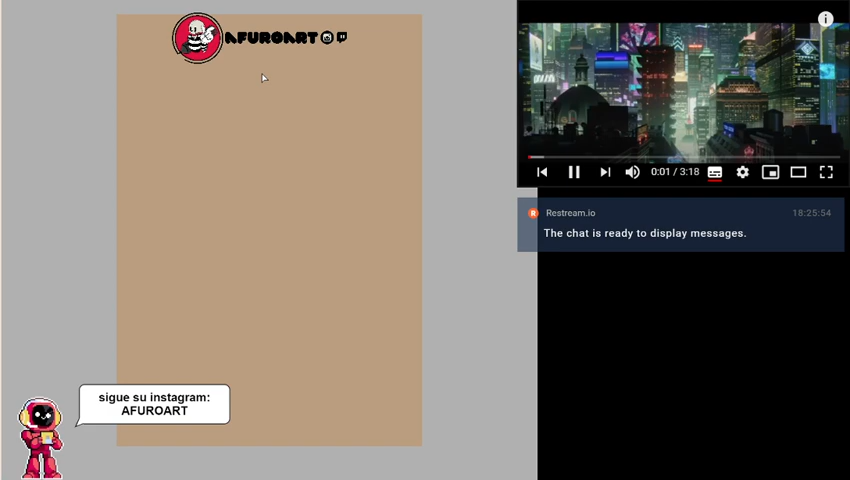 AFUROART
0:01 / 3:18
Restream.io 18:25:54
The chat is ready to display messages.
sigue su instagram:
AFUROART